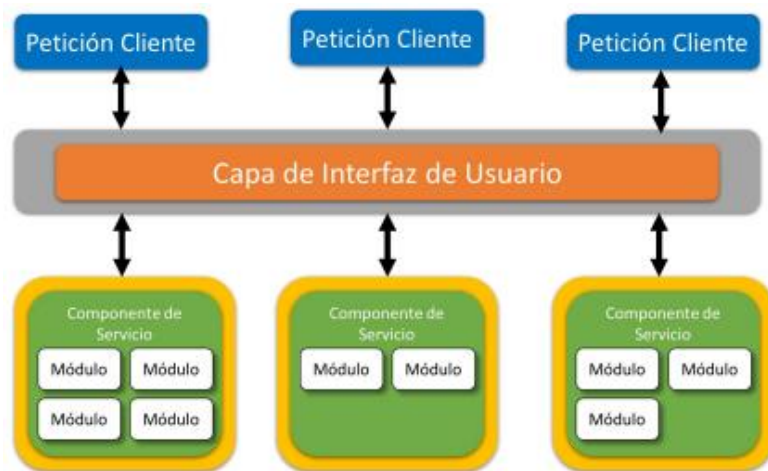 Petición Cliente
Petición Cliente
Petición Cliente
Capa de Interfaz de Usuario
Componente de
Servicio
Módulo Módulo
Módulo Módulo
Componente de
Servicio
Módulo Módulo
Componente de
Servicio
Módulo Módulo
Módulo